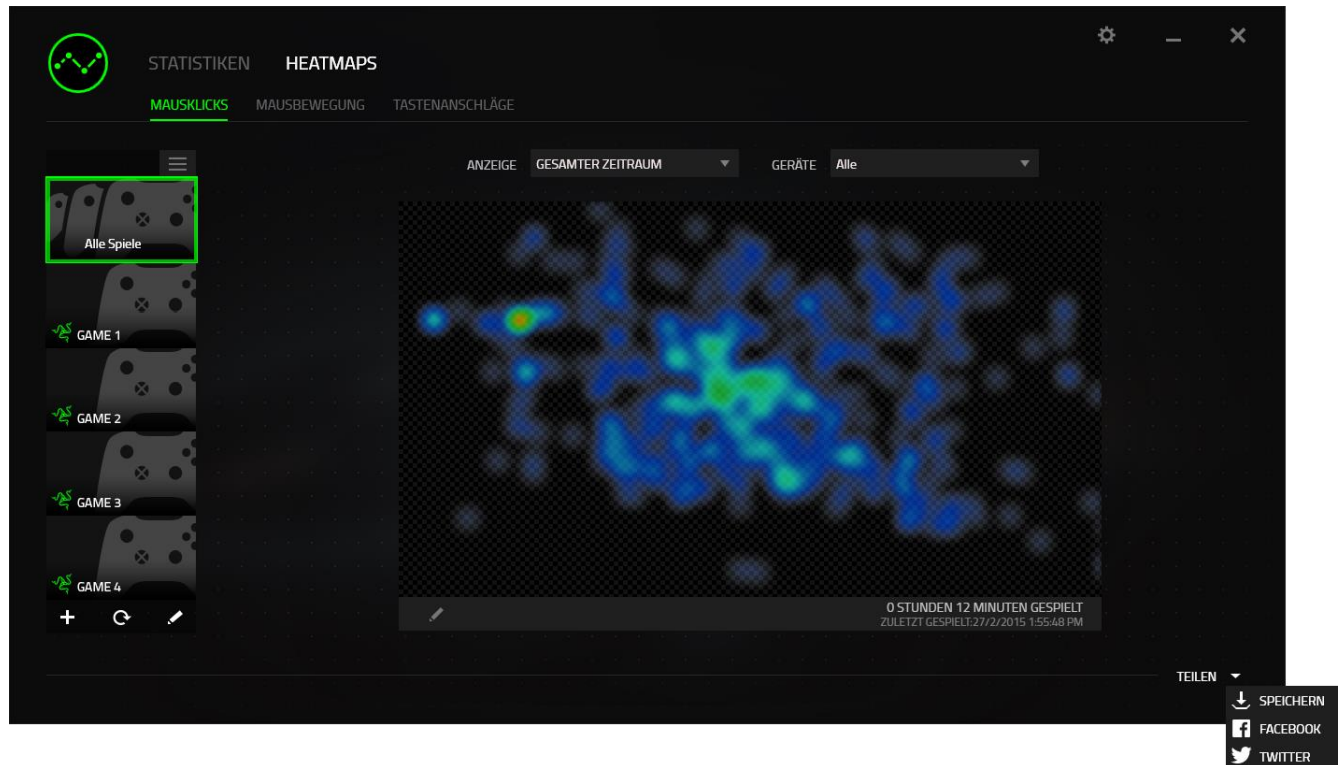 STATISTIKEN HEATMAPS
MAUSKLICKS MAUSBEWEGUNG TASTENANSCHLÄGE
ANZEIGE GESAMTER ZEITRAUM GERÄTE Alle
Alle Spiele
GAME 1
GAME 2
GAME 3
GAME 4
0 STUNDEN 12 MINUTEN GESPIELT
ZULETZT GESPIELT:27/2/2015 1:55:48 PM
TEILEN
SPEICHERN
FACEBOOK
TWITTER